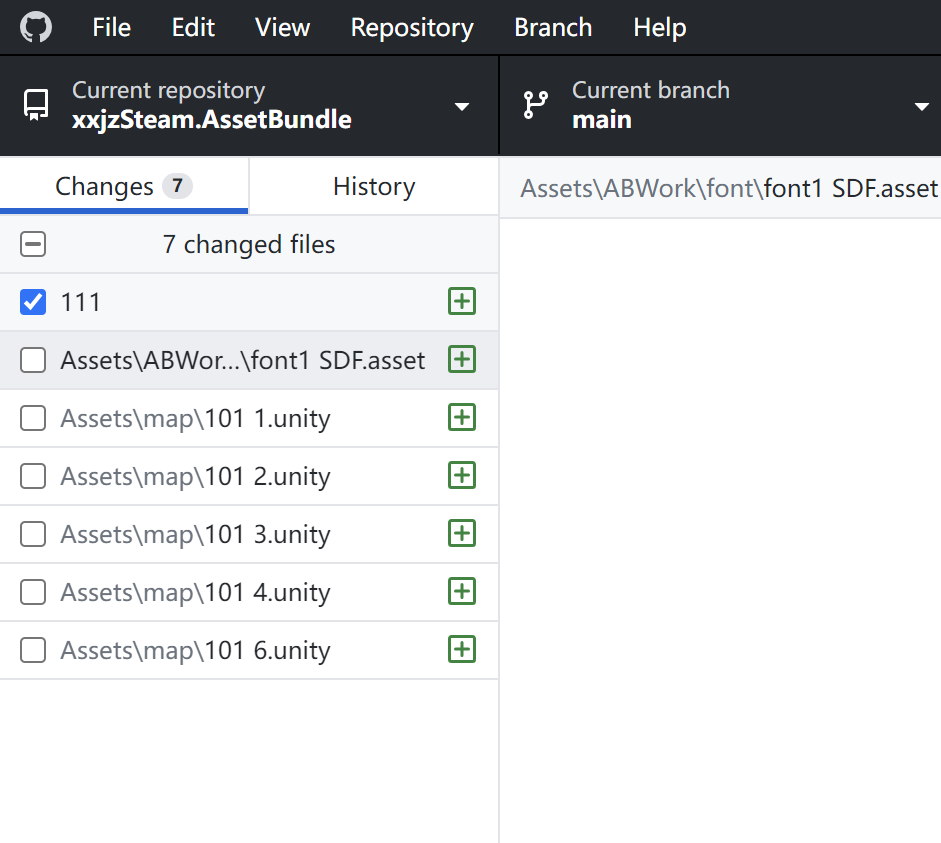 File Edit View Repository Branch Help
Current repository
xxjzSteam.AssetBundle
Current branch
main
Changes 7 History
Assets\ABWork\font\font1 SDF.asset
7 changed files
111
Assets\ABWor...\font1 SDF.asset
Assets\map\101 1.unity
Assets\map\101 2.unity
Assets\map\101 3.unity
Assets\map\101 4.unity
Assets\map\101 6.unity